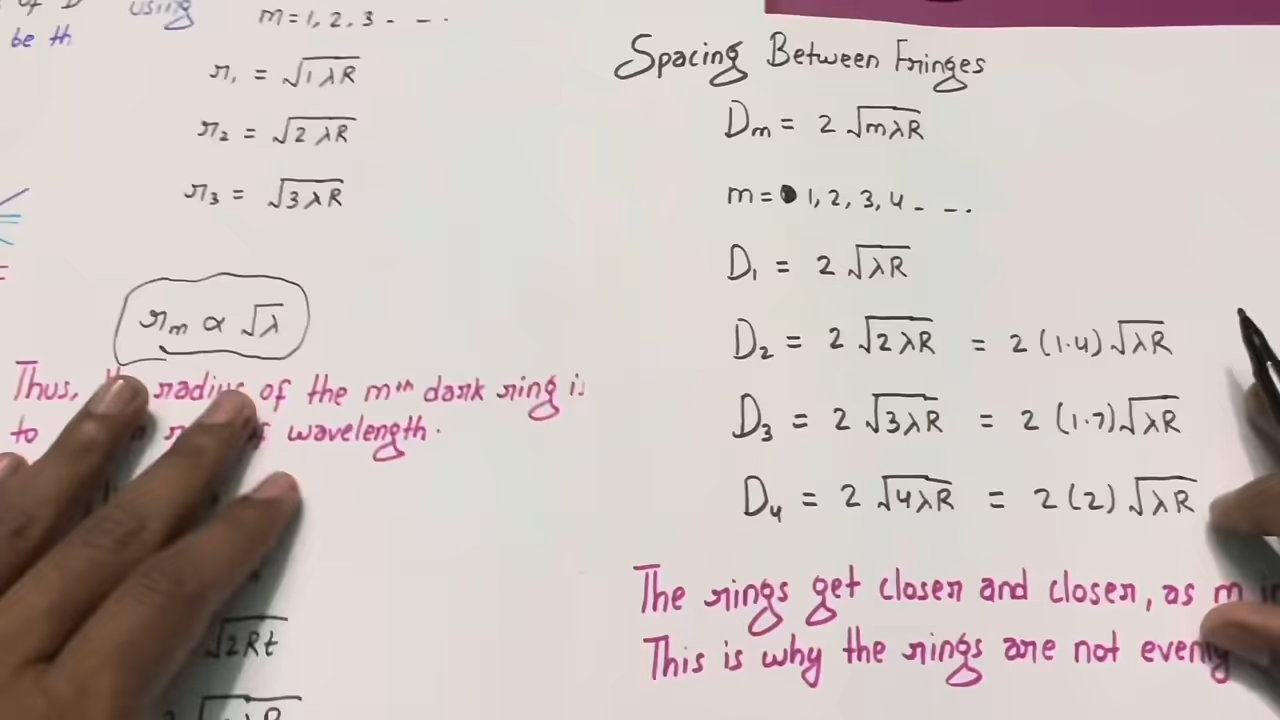 of D using
be th
m = 1, 2, 3 - - .
r₁ = √1λR
r₂ = √2λR
r₃ = √3λR
rₘ ∝ √λ
Thus, radius of the mᵗʰ dark ring is
to wavelength.
√2Rt
Spacing Between Fringes
Dₘ = 2 √mλR
m = 1, 2, 3, 4 - - .
D₁ = 2 √λR
D₂ = 2 √2λR = 2 (1.4) √λR
D₃ = 2 √3λR = 2 (1.7) √λR
D₄ = 2 √4λR = 2 (2) √λR
The rings get closer and closer, as m
This is why the rings are not evenly